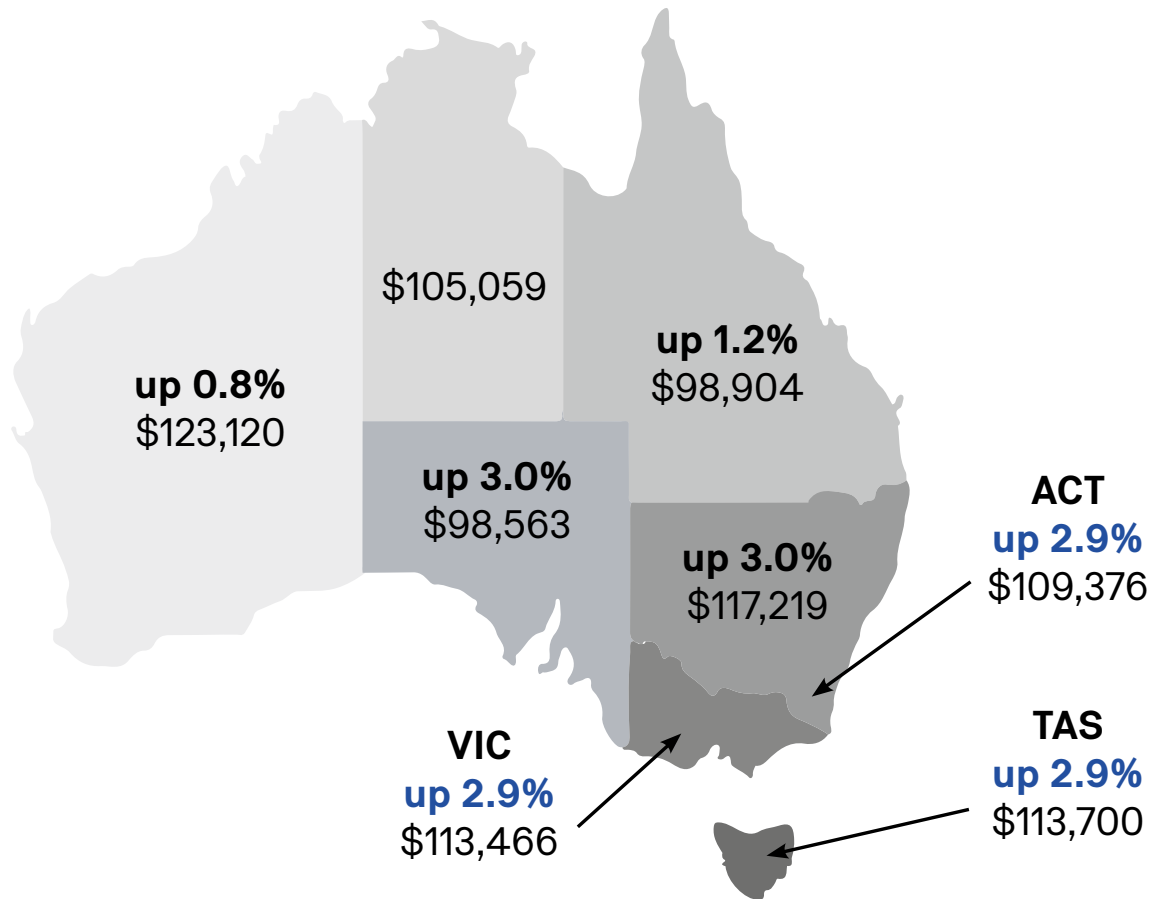 $105,059
up 1.2%
$98,904
up 0.8%
$123,120
up 3.0%
$98,563
ACT
up 2.9%
$109,376
up 3.0%
$117,219
VIC
up 2.9%
$113,466
TAS
up 2.9%
$113,700